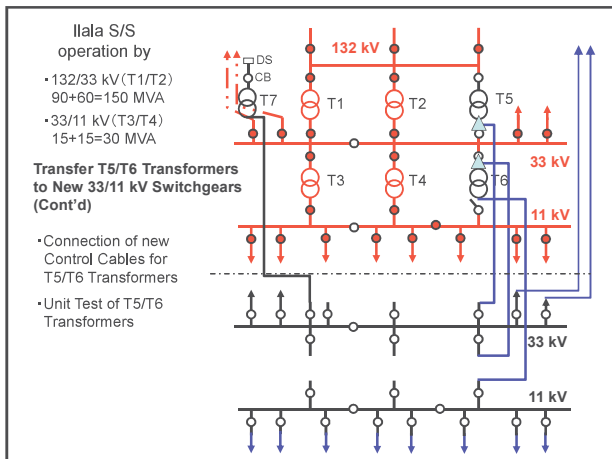 Ilala S/S
operation by
・132/33 kV(T1/T2)
90+60=150 MVA
・33/11 kV(T3/T4)
15+15=30 MVA
Transfer T5/T6 Transformers
to New 33/11 kV Switchgears
(Cont'd)
・Connection of new
Control Cables for
T5/T6 Transformers
・Unit Test of T5/T6
Transformers
DS
CB
T7
132 kV
T1
T2
T5
33 kV
T3
T4
T6
11 kV
33 kV
11 kV